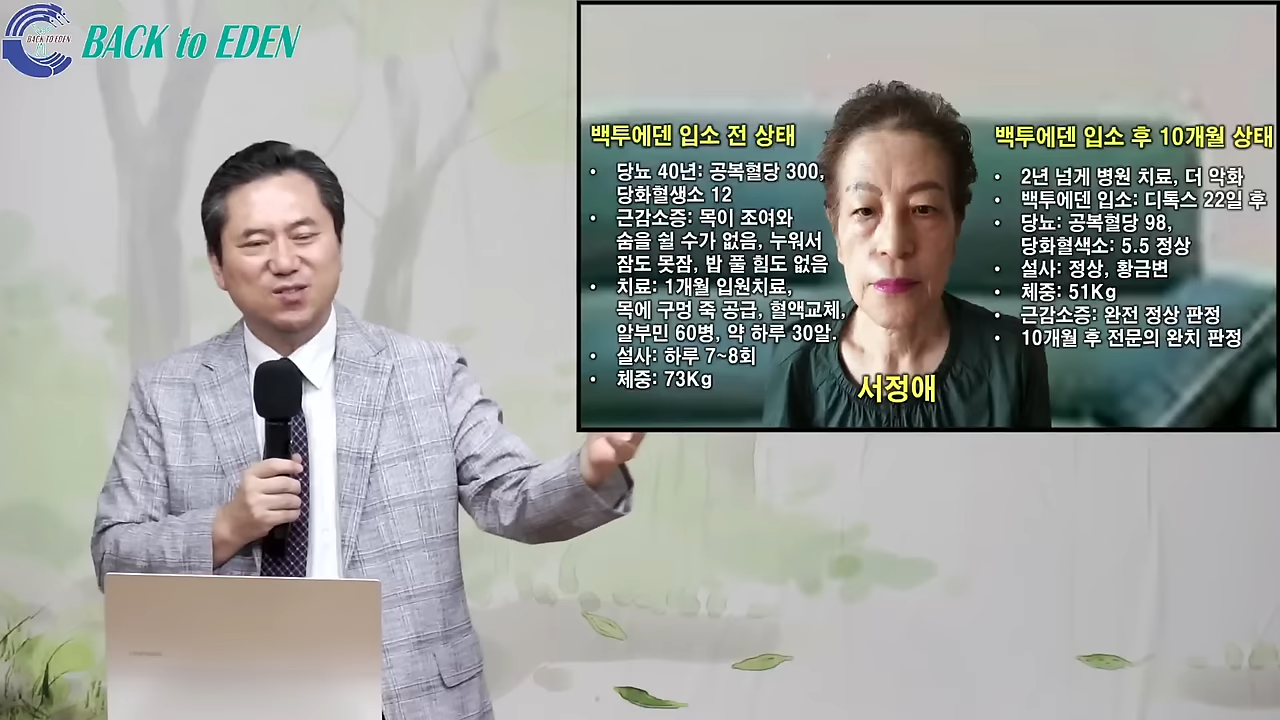 BACK TO EDEN
BACK to EDEN
백투에덴 입소 전 상태
• 당뇨 40년: 공복혈당 300,
당화혈생소 12
• 근감소증: 목이 조여와
숨을 쉴 수가 없음, 누워서
잠도 못잠, 밥 풀 힘도 없음
• 치료: 1개월 입원치료,
목에 구멍 죽 공급, 혈액교체,
알부민 60병, 약 하루 30알.
• 설사: 하루 7~8회
• 체중: 73Kg
백투에덴 입소 후 10개월 상태
• 2년 넘게 병원 치료, 더 악화
• 백투에덴 입소: 디톡스 22일 후
• 당뇨: 공복혈당 98,
당화혈색소: 5.5 정상
• 설사: 정상, 황금변
• 체중: 51Kg
• 근감소증: 완전 정상 판정
• 10개월 후 전문의 완치 판정
서정애